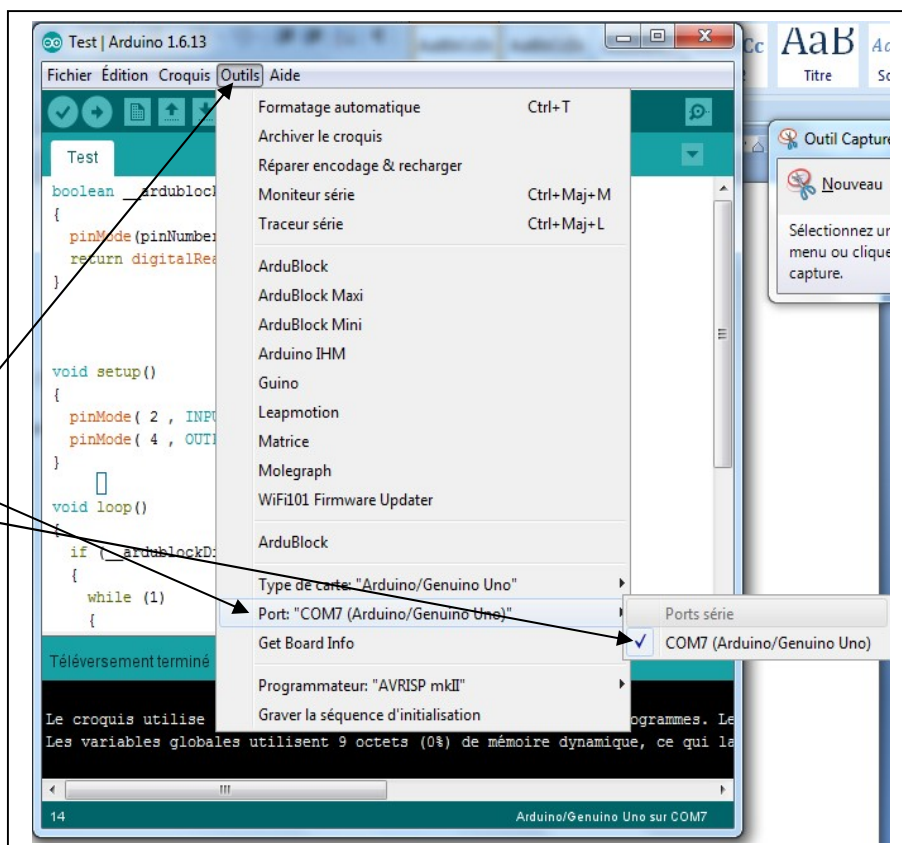 Test | Arduino 1.6.13
Fichier Édition Croquis Outils Aide
Test
boolean __ardublock
{
pinMode(pinNumber
return digitalRea
}
void setup()
{
pinMode( 2 , INPU
pinMode( 4 , OUT
}
void loop()
{
if (__ardublockDi
{
while (1)
{
Téléversement terminé
Le croquis utilise
ogrammes. Le
Les variables globales utilisent 9 octets (0%) de mémoire dynamique, ce qui la
14
Arduino/Genuino Uno sur COM7
Formatage automatique Ctrl+T
Archiver le croquis
Réparer encodage & recharger
Moniteur série Ctrl+Maj+M
Traceur série Ctrl+Maj+L
ArduBlock
ArduBlock Maxi
ArduBlock Mini
Arduino IHM
Guino
Leapmotion
Matrice
Molegraph
WiFi101 Firmware Updater
ArduBlock
Type de carte: "Arduino/Genuino Uno"
Port: "COM7 (Arduino/Genuino Uno)"
Get Board Info
Programmateur: "AVRISP mkII"
Graver la séquence d'initialisation
Ports série
COM7 (Arduino/Genuino Uno)
Cc AaB
Titre
Outil Capture
Nouveau
Sélectionnez un
menu ou clique
capture.